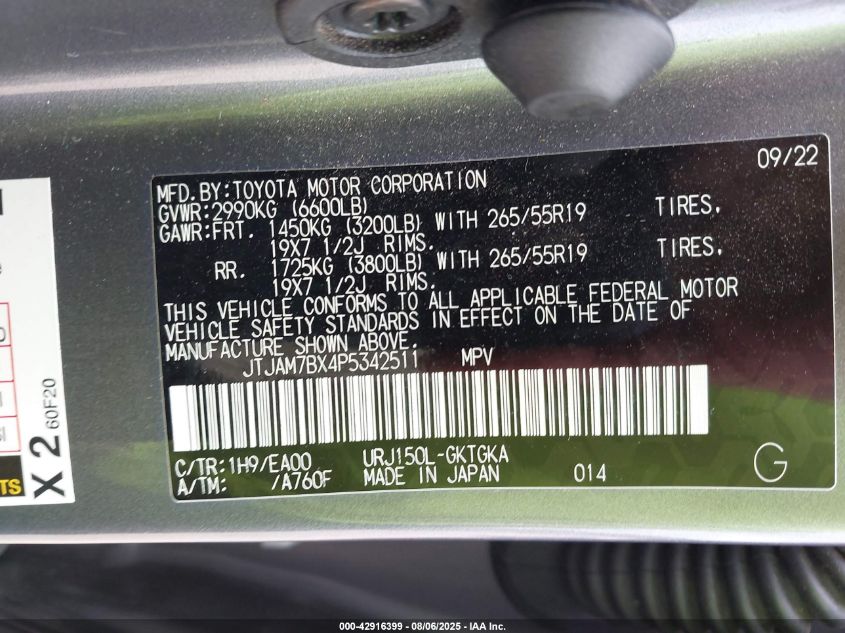 09/22
MFD.BY:TOYOTA MOTOR CORPORATION
GVWR:2990KG (6600LB)
GAWR:FRT. 1450KG (3200LB) WITH 265/55R19 TIRES,
19X7 1/2J RIMS.
RR. 1725KG (3800LB) WITH 265/55R19 TIRES,
19X7 1/2J RIMS.
THIS VEHICLE CONFORMS TO ALL APPLICABLE FEDERAL MOTOR
VEHICLE SAFETY STANDARDS IN EFFECT ON THE DATE OF
MANUFACTURE SHOWN ABOVE.
JTJAM7BX4P5342511 MPV
C/TR:1H9/EA00 URJ150L-GKTGKA
A/TM: /A760F MADE IN JAPAN 014 G
X 2 60F20
TS
000-42916399 - 08/06/2025 - IAA Inc.